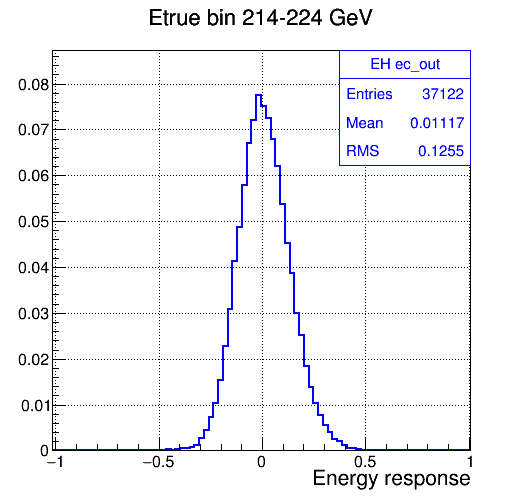 Etrue bin 214-224 GeV
EH ec_out
Entries 37122
Mean 0.01117
RMS 0.1255
0.08
0.07
0.06
0.05
0.04
0.03
0.02
0.01
0
−1 −0.5 0 0.5 1
Energy response